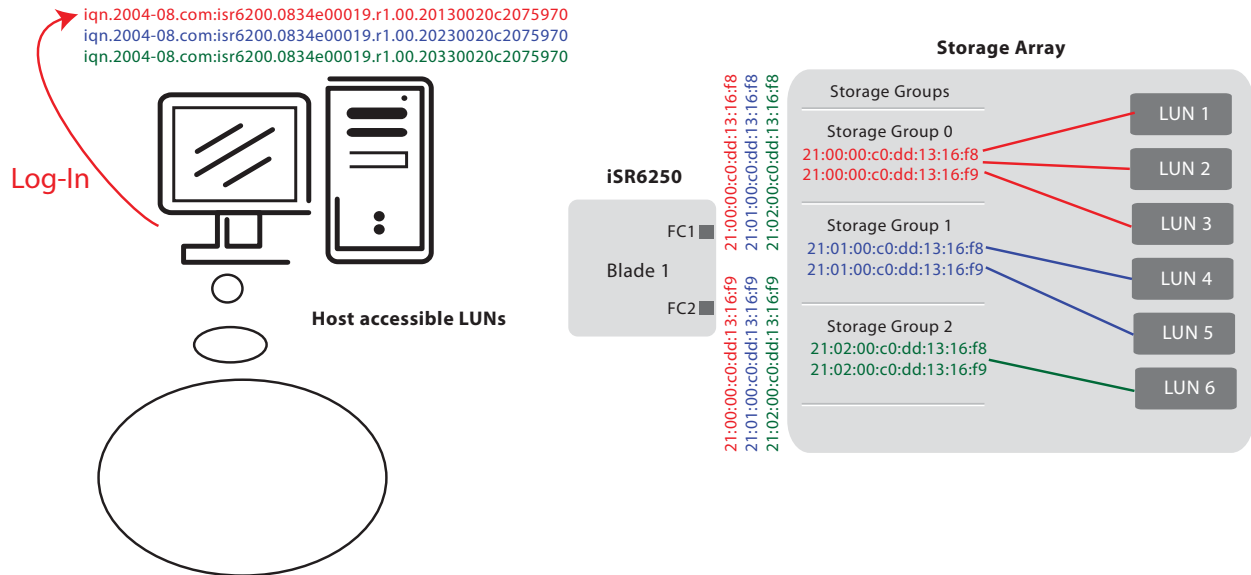 iqn.2004-08.com:isr6200.0834e00019.r1.00.20130020c2075970
iqn.2004-08.com:isr6200.0834e00019.r1.00.20230020c2075970
iqn.2004-08.com:isr6200.0834e00019.r1.00.20330020c2075970
Log-In
Host accessible LUNs
iSR6250
FC1
Blade 1
FC2
21:00:00:c0:dd:13:16:f8
21:01:00:c0:dd:13:16:f8
21:02:00:c0:dd:13:16:f8
21:00:00:c0:dd:13:16:f9
21:01:00:c0:dd:13:16:f9
21:02:00:c0:dd:13:16:f9
Storage Array
Storage Groups
Storage Group 0
21:00:00:c0:dd:13:16:f8
21:00:00:c0:dd:13:16:f9
Storage Group 1
21:01:00:c0:dd:13:16:f8
21:01:00:c0:dd:13:16:f9
Storage Group 2
21:02:00:c0:dd:13:16:f8
21:02:00:c0:dd:13:16:f9
LUN 1
LUN 2
LUN 3
LUN 4
LUN 5
LUN 6